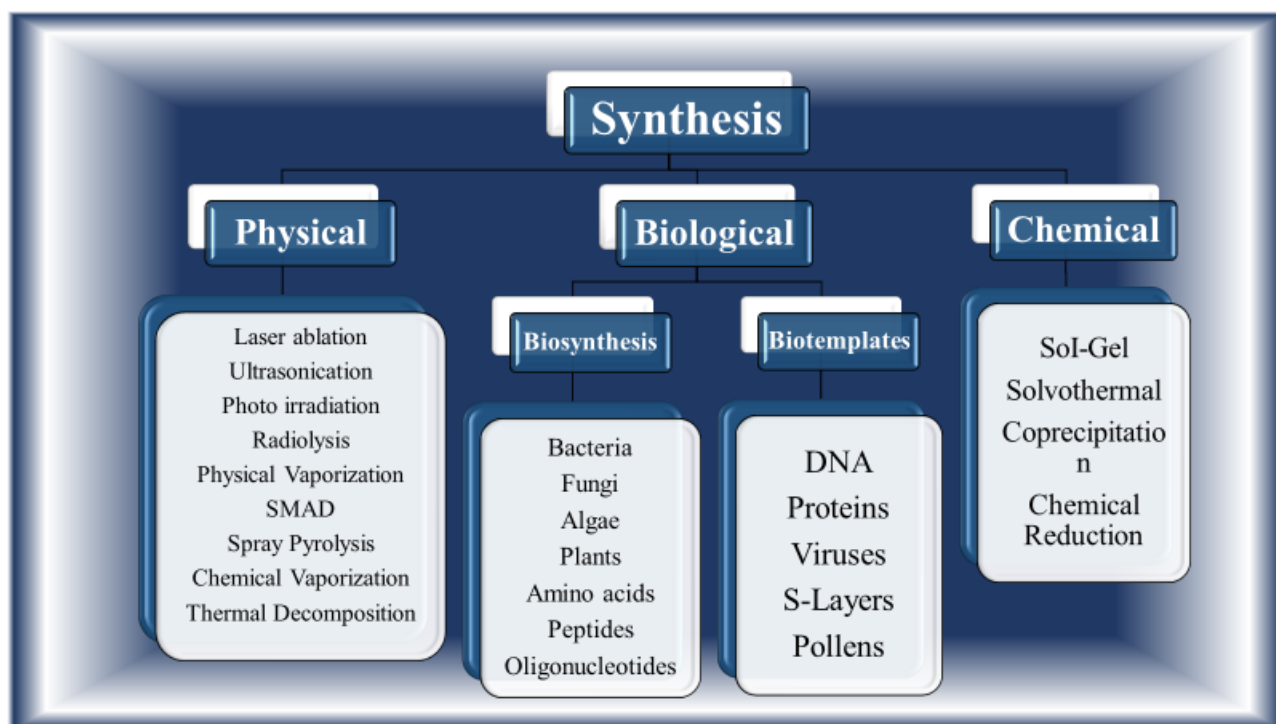 Synthesis
Physical
Biological
Chemical
Laser ablation
Ultrasonication
Photo irradiation
Radiolysis
Physical Vaporization
SMAD
Spray Pyrolysis
Chemical Vaporization
Thermal Decomposition
Biosynthesis
Biotemplates
Bacteria
Fungi
Algae
Plants
Amino acids
Peptides
Oligonucleotides
DNA
Proteins
Viruses
S-Layers
Pollens
SoI-Gel
Solvothermal
Coprecipitatio
n
Chemical
Reduction